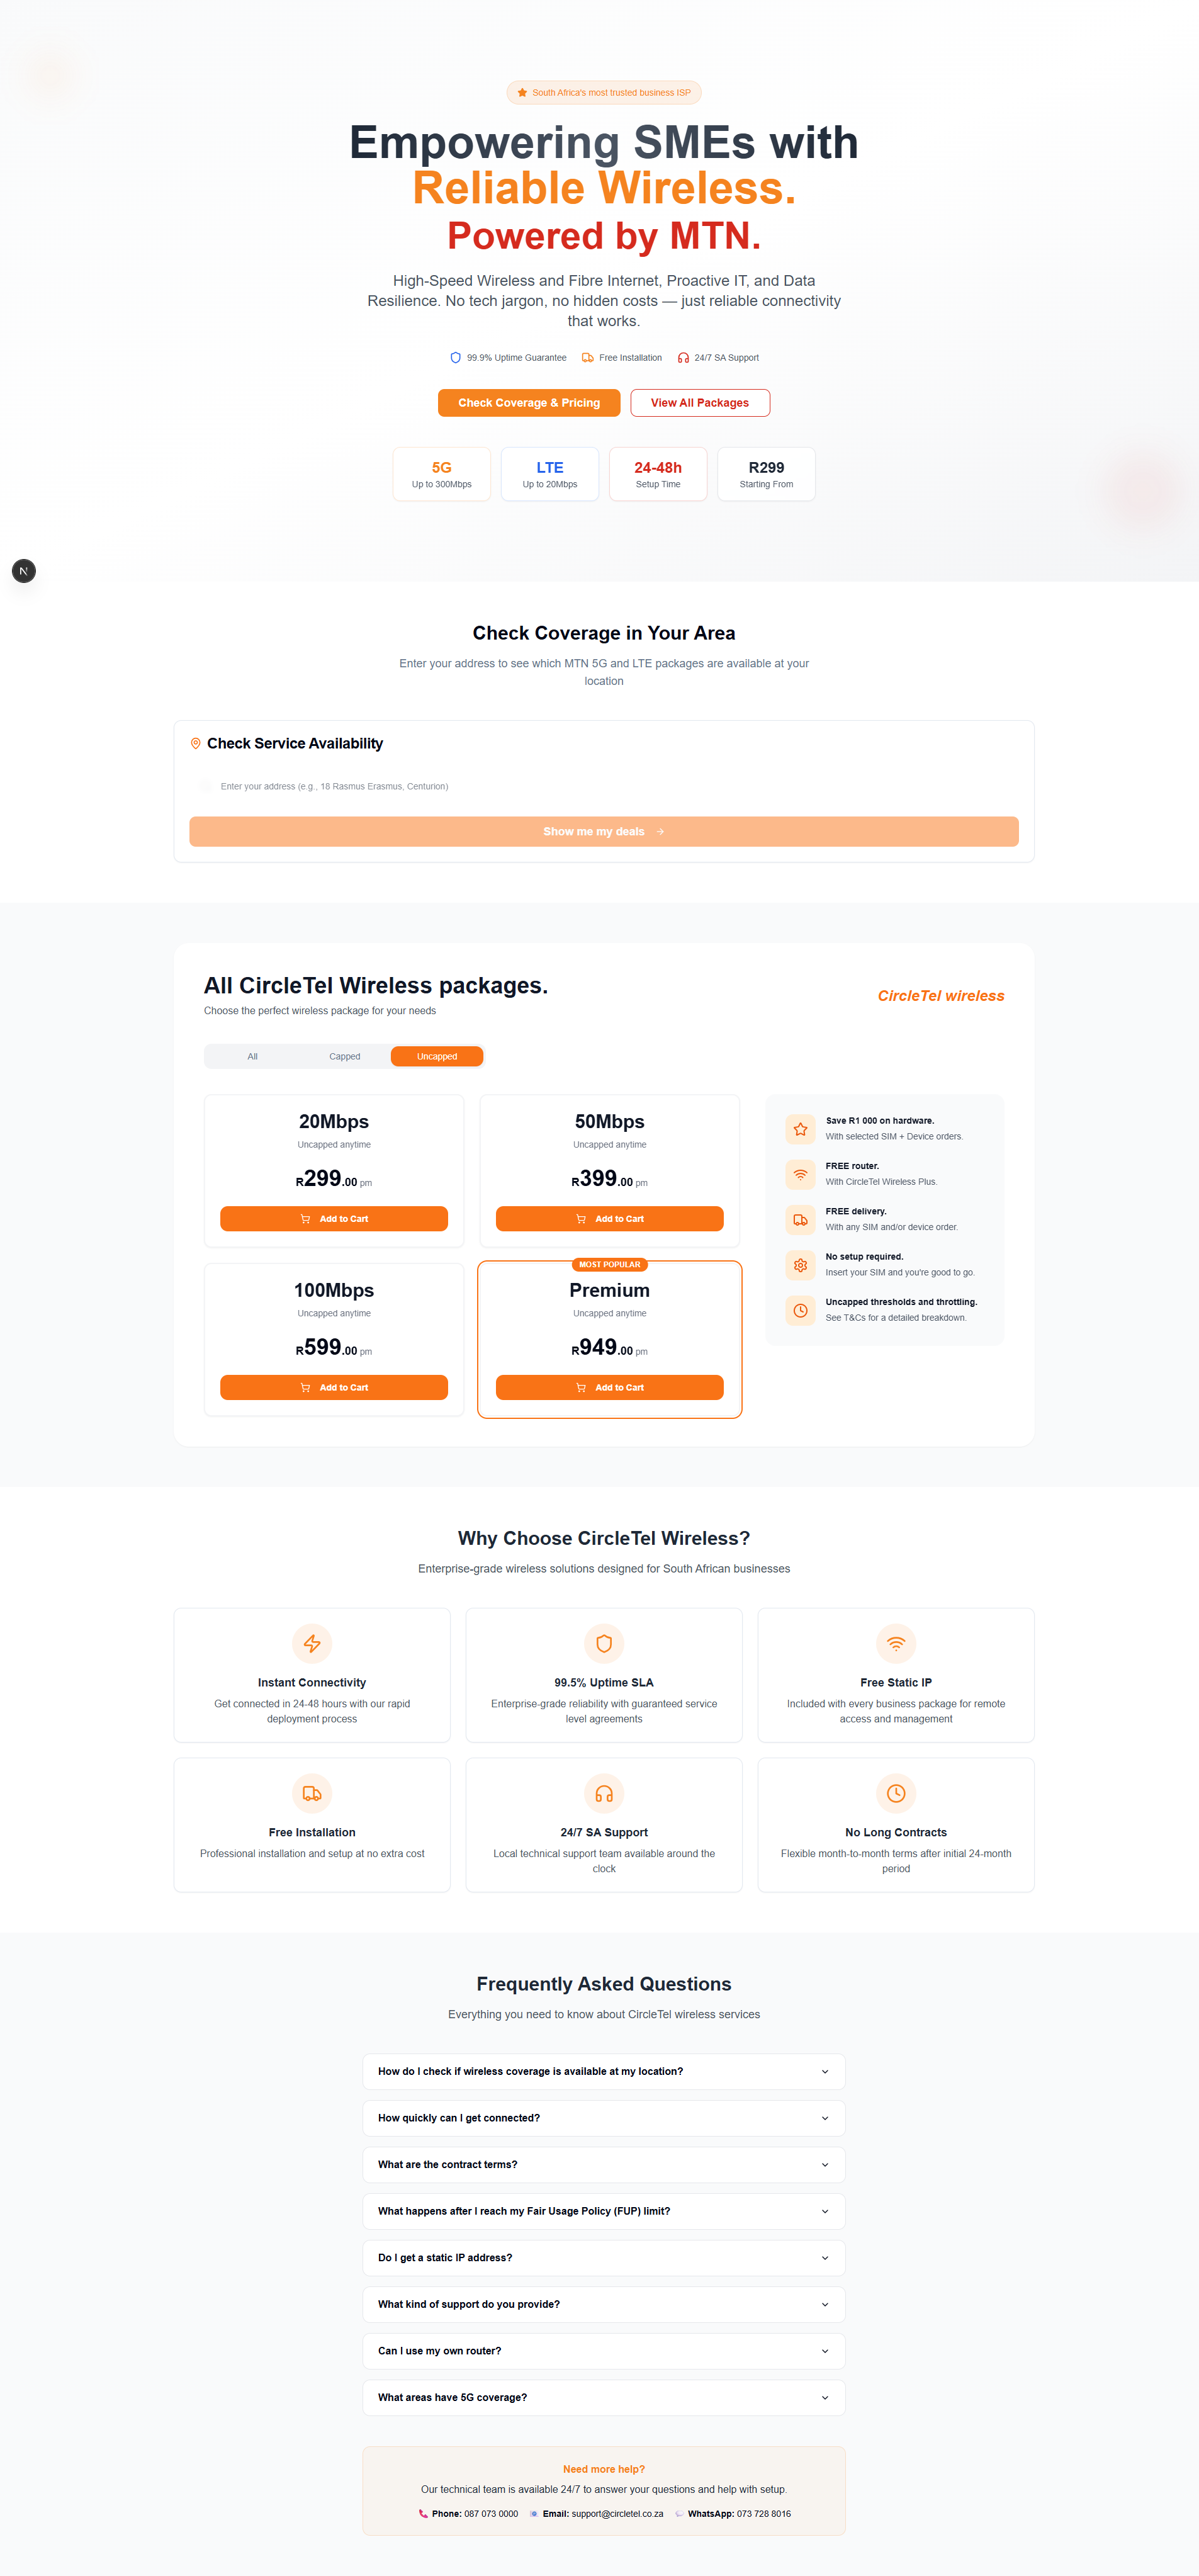 South Africa's most trusted business ISP
Empowering SMEs with
Reliable Wireless.
Powered by MTN.
High-Speed Wireless and Fibre Internet, Proactive IT, and Data
Resilience. No tech jargon, no hidden costs — just reliable connectivity
that works.
99.9% Uptime Guarantee
Free Installation
24/7 SA Support
Check Coverage & Pricing
View All Packages
5G
Up to 300Mbps
LTE
Up to 20Mbps
24-48h
Setup Time
R299
Starting From
N
Check Coverage in Your Area
Enter your address to see which MTN 5G and LTE packages are available at your
location
Check Service Availability
Enter your address (e.g., 18 Rasmus Erasmus, Centurion)
Show me my deals
All CircleTel Wireless packages.
Choose the perfect wireless package for your needs
CircleTel wireless
All
Capped
Uncapped
20Mbps
Uncapped anytime
R299.00 pm
Add to Cart
50Mbps
Uncapped anytime
R399.00 pm
Add to Cart
100Mbps
Uncapped anytime
R599.00 pm
Add to Cart
MOST POPULAR
Premium
Uncapped anytime
R949.00 pm
Add to Cart
Save R1 000 on hardware.
With selected SIM + Device orders.
FREE router.
With CircleTel Wireless Plus.
FREE delivery.
With any SIM and/or device order.
No setup required.
Insert your SIM and you're good to go.
Uncapped thresholds and throttling.
See T&Cs for a detailed breakdown.
Why Choose CircleTel Wireless?
Enterprise-grade wireless solutions designed for South African businesses
Instant Connectivity
Get connected in 24-48 hours with our rapid
deployment process
99.5% Uptime SLA
Enterprise-grade reliability with guaranteed service
level agreements
Free Static IP
Included with every business package for remote
access and management
Free Installation
Professional installation and setup at no extra cost
24/7 SA Support
Local technical support team available around the
clock
No Long Contracts
Flexible month-to-month terms after initial 24-month
period
Frequently Asked Questions
Everything you need to know about CircleTel wireless services
How do I check if wireless coverage is available at my location?
How quickly can I get connected?
What are the contract terms?
What happens after I reach my Fair Usage Policy (FUP) limit?
Do I get a static IP address?
What kind of support do you provide?
Can I use my own router?
What areas have 5G coverage?
Need more help?
Our technical team is available 24/7 to answer your questions and help with setup.
Phone: 087 073 0000
Email: support@circletel.co.za
WhatsApp: 073 728 8016